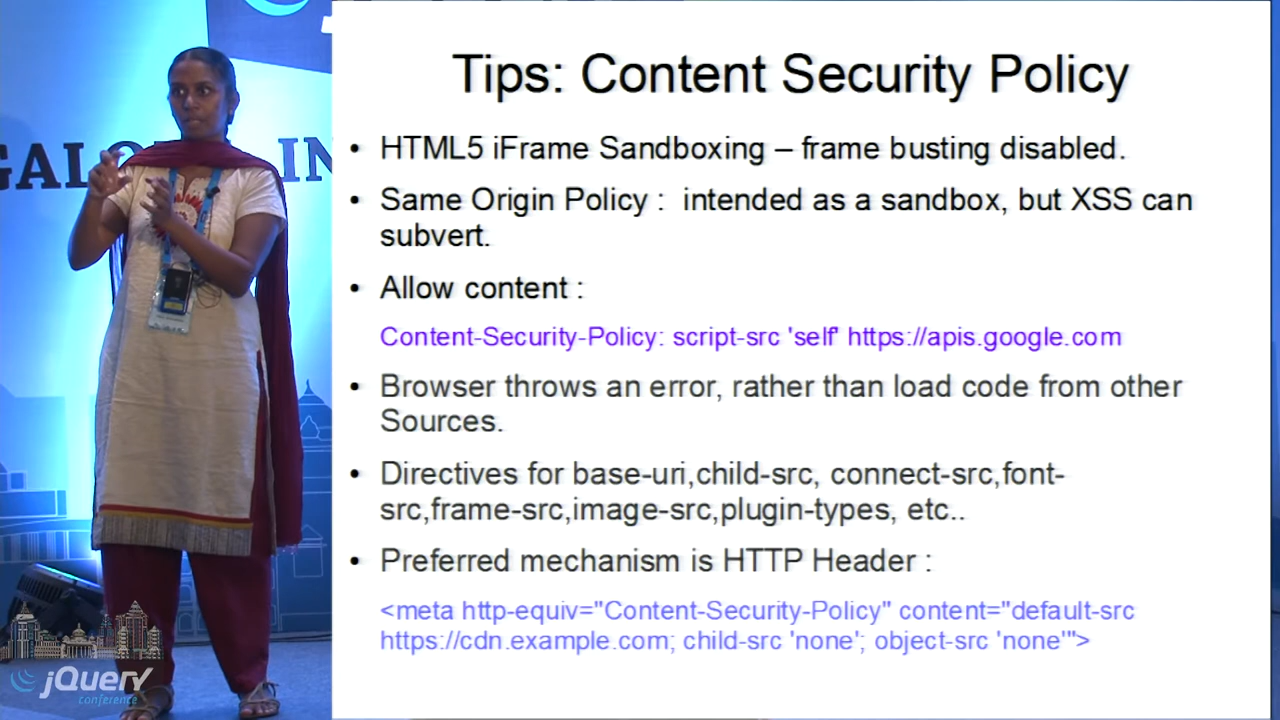 GALO
IN
Tips: Content Security Policy
• HTML5 iFrame Sandboxing – frame busting disabled.
• Same Origin Policy : intended as a sandbox, but XSS can
subvert.
• Allow content :
Content-Security-Policy: script-src 'self' https://apis.google.com
• Browser throws an error, rather than load code from other
Sources.
• Directives for base-uri,child-src, connect-src,font-
src,frame-src,image-src,plugin-types, etc..
• Preferred mechanism is HTTP Header :
<meta http-equiv="Content-Security-Policy" content="default-src
https://cdn.example.com; child-src 'none'; object-src 'none'">
jQuery
conference